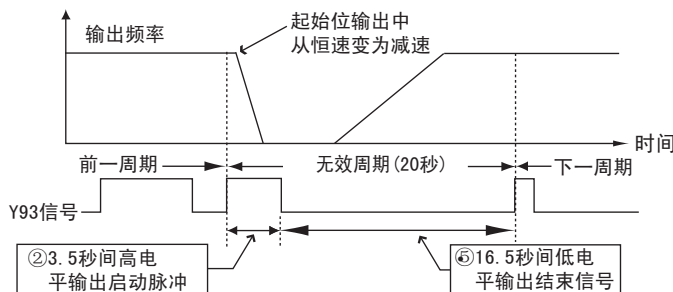 输出频率
起始位输出中
从恒速变为减速
时间
前一周期
无效周期(20秒)
下一周期
Y93信号
②3.5秒间高电
平输出启动脉冲
⑤16.5秒间低电
平输出结束信号